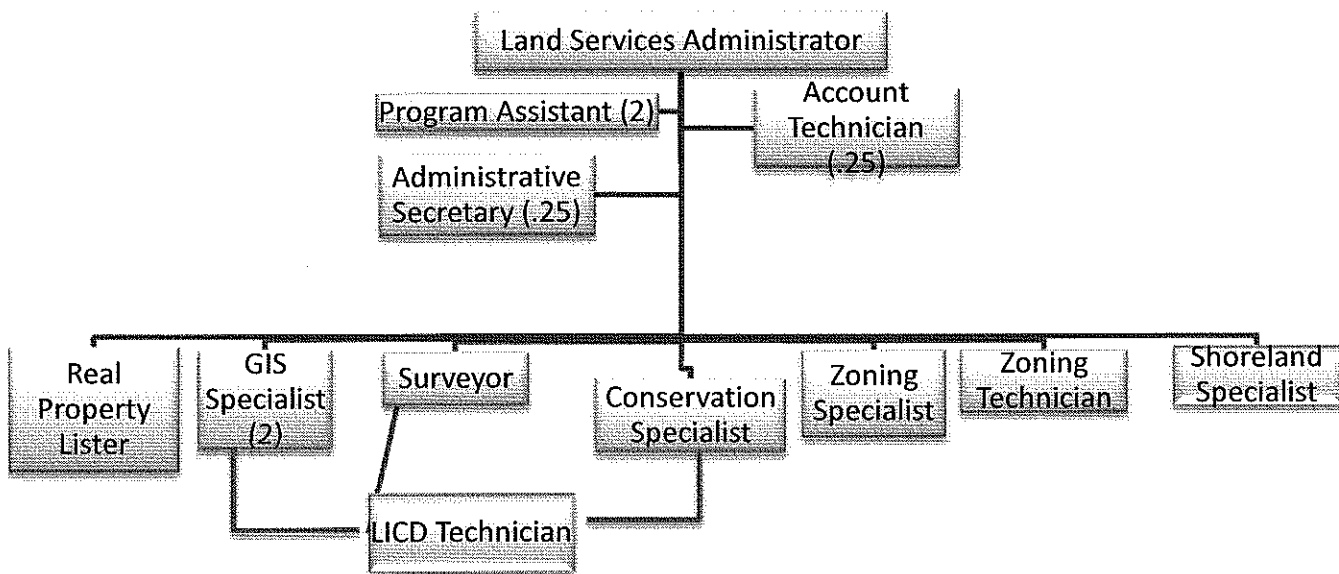 Land Services Administrator
Program Assistant (2)
Account
Technician
(.25)
Administrative
Secretary (.25)
Real
Property
Lister
GIS
Specialist
(2)
Surveyor
Conservation
Specialist
Zoning
Specialist
Zoning
Technician
Shoreland
Specialist
LICD Technician